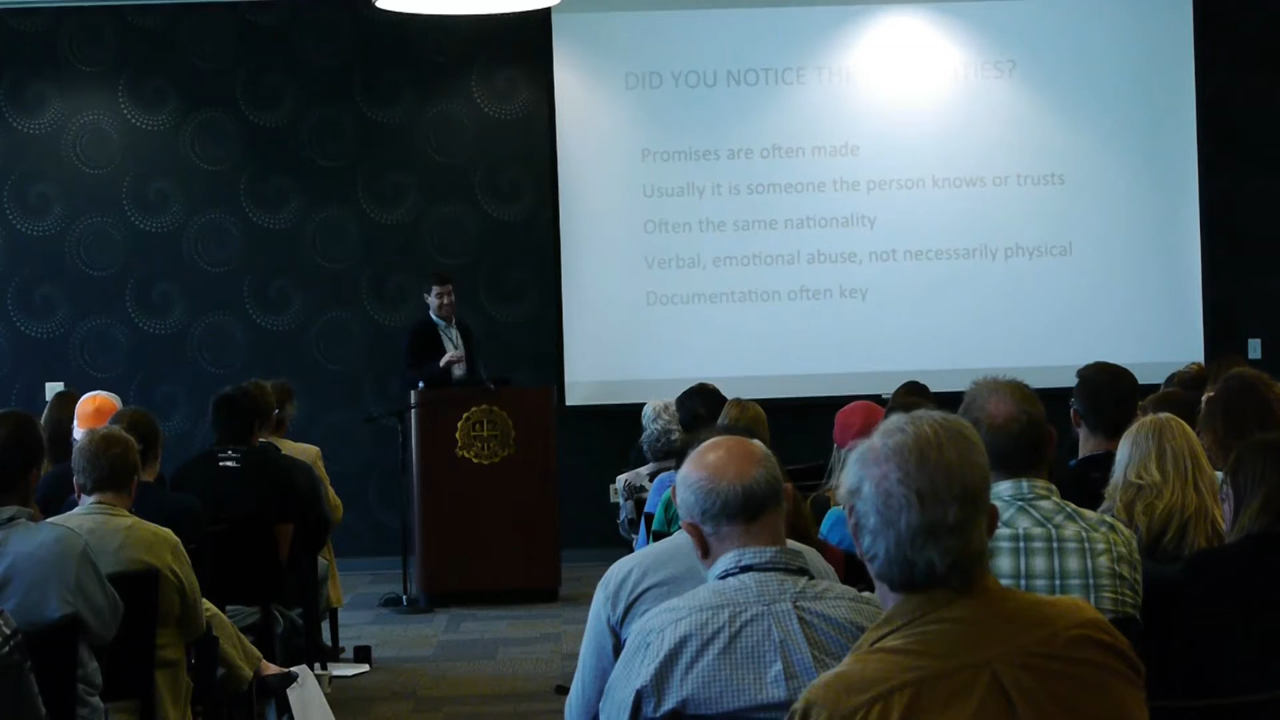 DID YOU NOTICE
Promises are often made
Usually it is someone the person knows or trusts
Often the same nationality
Verbal, emotional abuse, not necessarily physical
Documentation often key